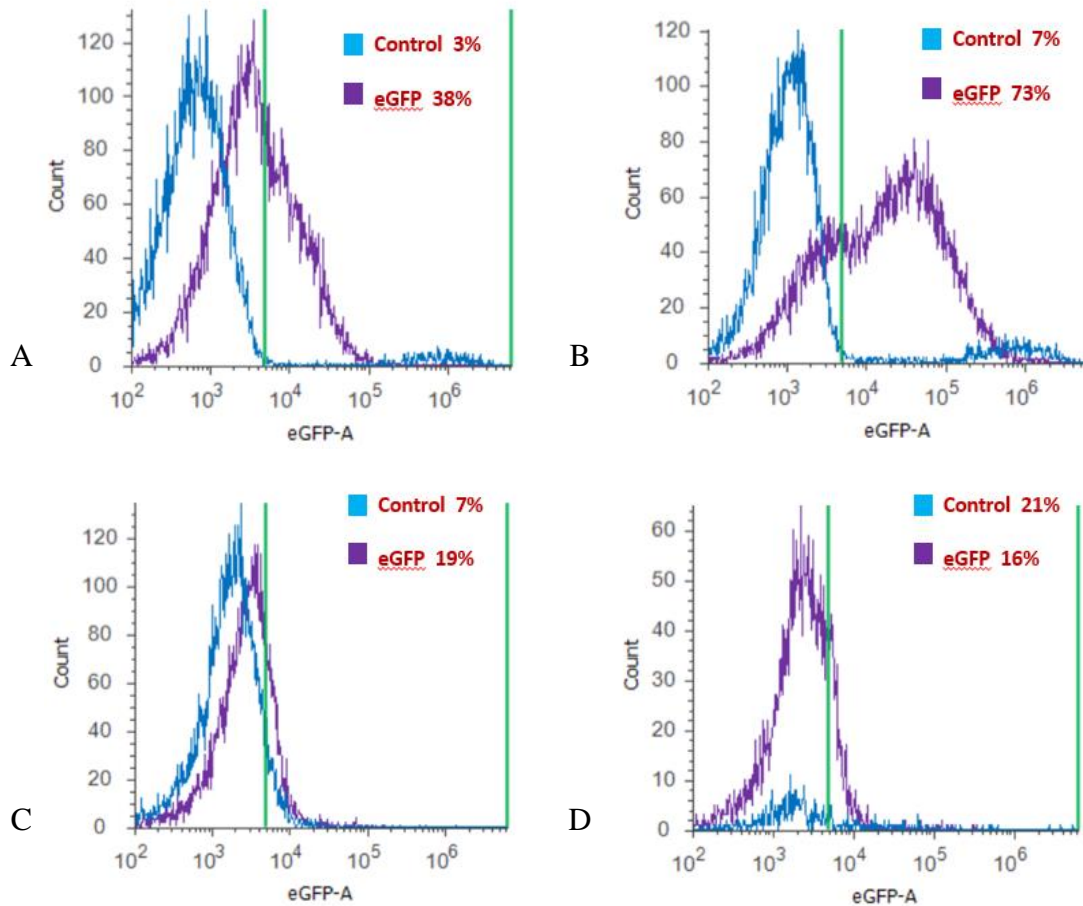 Control 3%
eGFP 38%
120
100
80
60
40
20
0
Count
10² 10³ 10⁴ 10⁵ 10⁶
eGFP-A
A
Control 7%
eGFP 73%
120
100
80
60
40
20
0
Count
10² 10³ 10⁴ 10⁵ 10⁶
eGFP-A
B
Control 7%
eGFP 19%
120
100
80
60
40
20
0
Count
10² 10³ 10⁴ 10⁵ 10⁶
eGFP-A
C
Control 21%
eGFP 16%
60
50
40
30
20
10
0
Count
10² 10³ 10⁴ 10⁵ 10⁶
eGFP-A
D